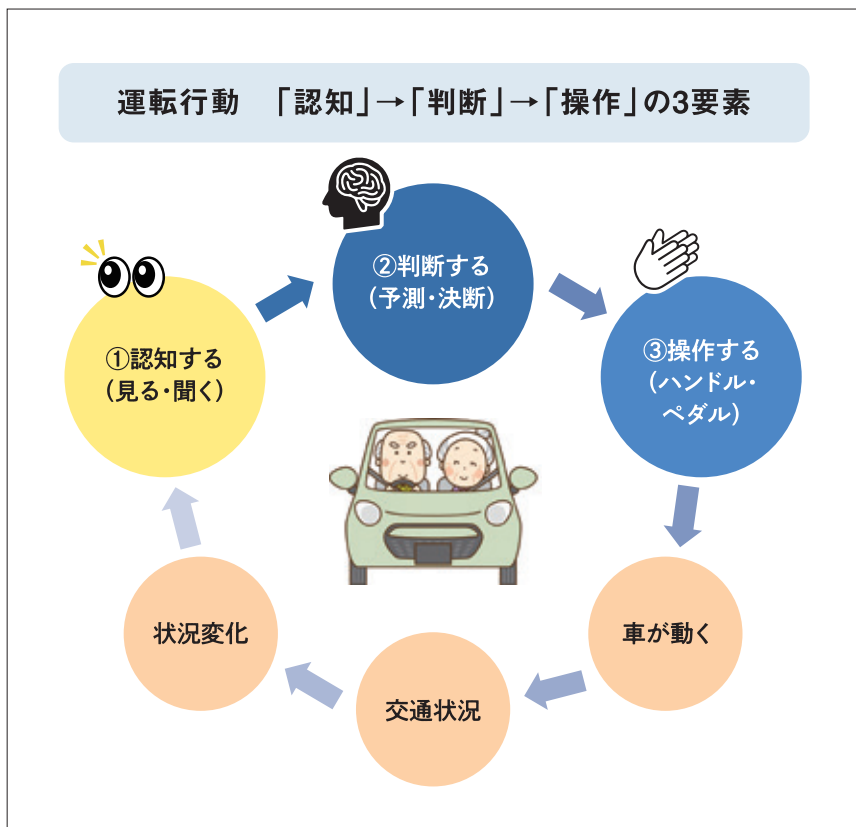 運転行動　「認知」→「判断」→「操作」の3要素
①認知する
(見る・聞く)
②判断する
(予測・決断)
③操作する
(ハンドル・
ペダル)
車が動く
交通状況
状況変化